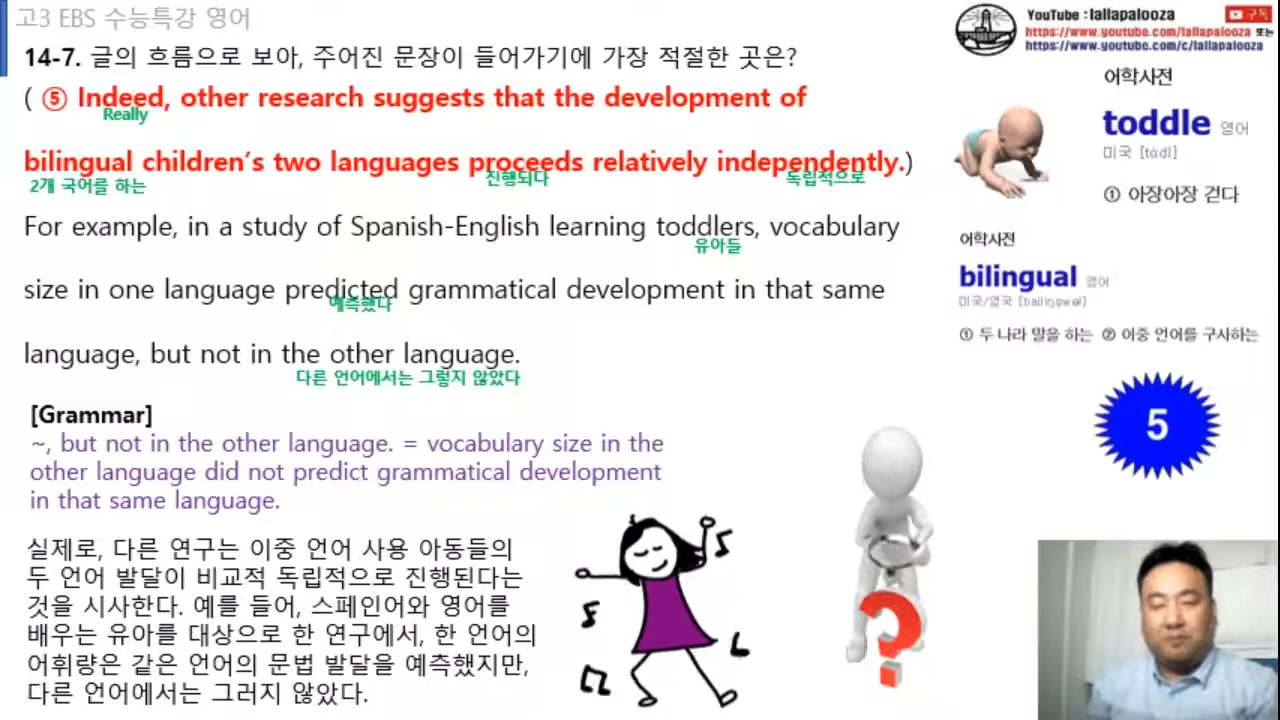 고3 EBS 수능특강 영어
14-7. 글의 흐름으로 보아, 주어진 문장이 들어가기에 가장 적절한 곳은?
( ⑤ Indeed, other research suggests that the development of
Really
bilingual children's two languages proceeds relatively independently.)
2개 국어를 하는 진행되다 독립적으로
For example, in a study of Spanish-English learning toddlers, vocabulary
유아들
size in one language predicted grammatical development in that same
예측했다
language, but not in the other language.
다른 언어에서는 그렇지 않았다
[Grammar]
~, but not in the other language. = vocabulary size in the
other language did not predict grammatical development
in that same language.
실제로, 다른 연구는 이중 언어 사용 아동들의
두 언어 발달이 비교적 독립적으로 진행된다는
것을 시사한다. 예를 들어, 스페인어와 영어를
배우는 유아를 대상으로 한 연구에서, 한 언어의
어휘량은 같은 언어의 문법 발달을 예측했지만,
다른 언어에서는 그러지 않았다.
YouTube : lallapalooza 구독
https://www.youtube.com/lallapalooza 또는
https://www.youtube.com/c/lallapalooza
어학사전
toddle 영어
미국 [tɑ́dl]
① 아장아장 걷다
어학사전
bilingual 영어
미국/영국 [baɪlɪŋɡwəl]
① 두 나라 말을 하는 ② 이중 언어를 구사하는
5